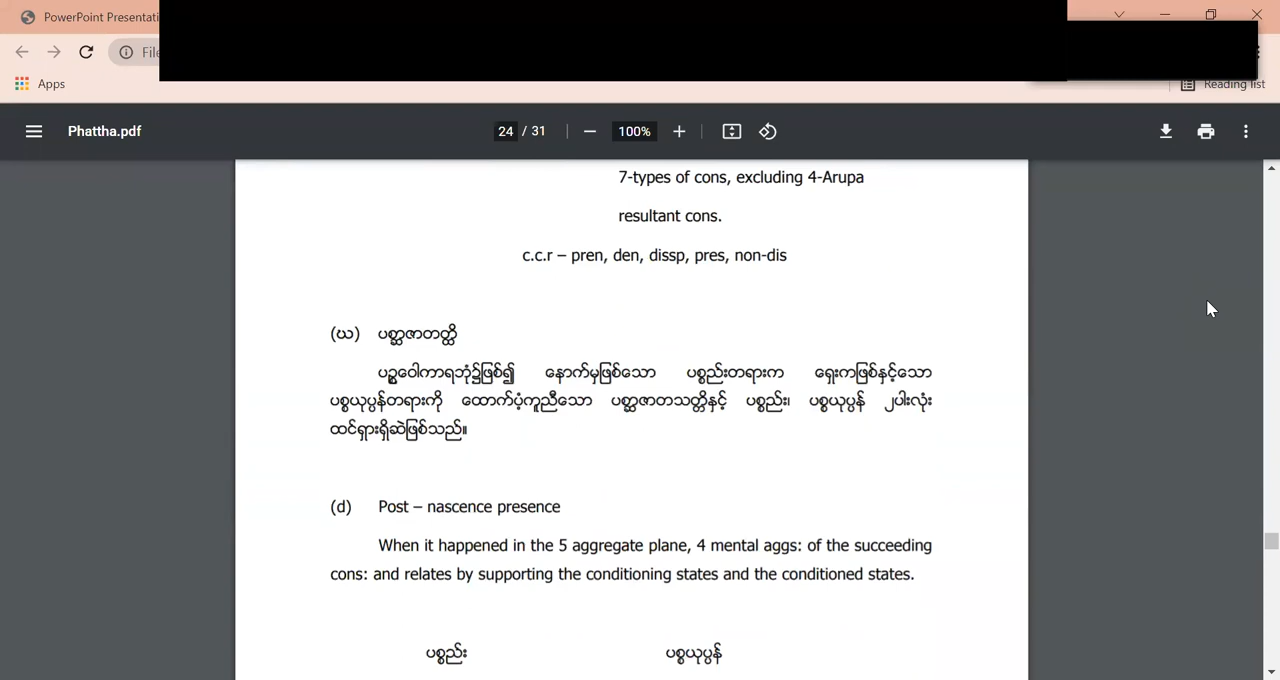 PowerPoint Presentati
File
Apps
Reading list
Phattha.pdf
24 / 31
100%
7-types of cons, excluding 4-Arupa
resultant cons.
c.c.r – pren, den, dissp, pres, non-dis
(ဃ) ပစ္ဆာဇာတတ္ထိ
ပဉ္စဝေါကာရဘုံ၌ဖြစ်၍ နောက်မှဖြစ်သော ပစ္စည်းတရားက ရှေးကဖြစ်နှင့်သော
ပစ္စယုပ္ပန်တရားကို ထောက်ပံ့ကူညီသော ပစ္ဆာဇာတသတ္တိနှင့် ပစ္စည်း၊ ပစ္စယုပ္ပန် ၂ပါးလုံး
ထင်ရှားရှိဆဲဖြစ်သည်။
(d) Post – nascence presence
When it happened in the 5 aggregate plane, 4 mental aggs: of the succeeding
cons: and relates by supporting the conditioning states and the conditioned states.
ပစ္စည်း ပစ္စယုပ္ပန်